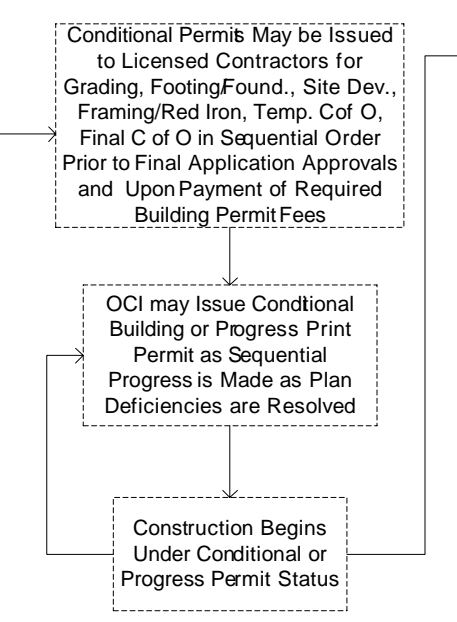 Conditional Permits May be Issued
to Licensed Contractors for
Grading, Footing/Found., Site Dev.,
Framing/Red Iron, Temp. Cof O,
Final C of O in Sequential Order
Prior to Final Application Approvals
and Upon Payment of Required
Building Permit Fees
OCI may Issue Conditional
Building or Progress Print
Permit as Sequential
Progress is Made as Plan
Deficiencies are Resolved
Construction Begins
Under Conditional or
Progress Permit Status